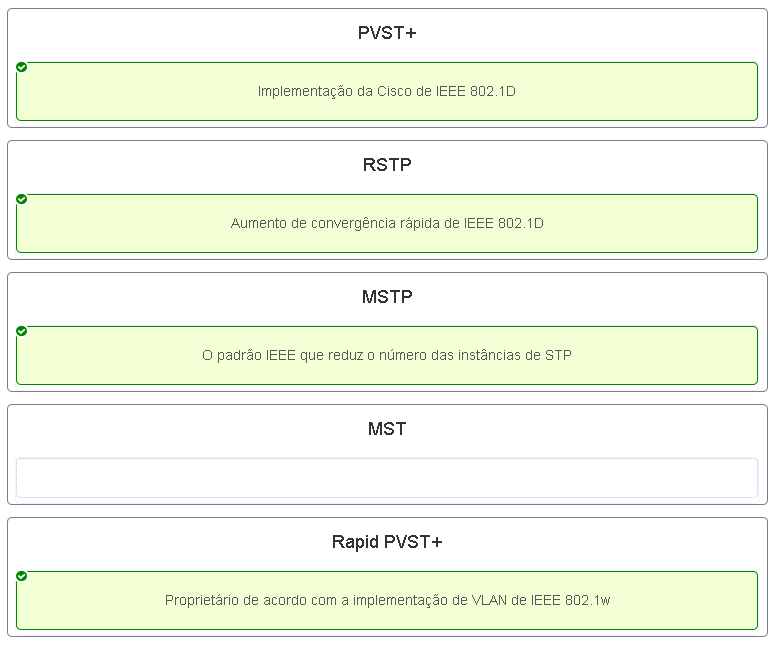 PVST+
Implementação da Cisco de IEEE 802.1D
RSTP
Aumento de convergência rápida de IEEE 802.1D
MSTP
O padrão IEEE que reduz o número das instâncias de STP
MST
Rapid PVST+
Proprietário de acordo com a implementação de VLAN de IEEE 802.1w